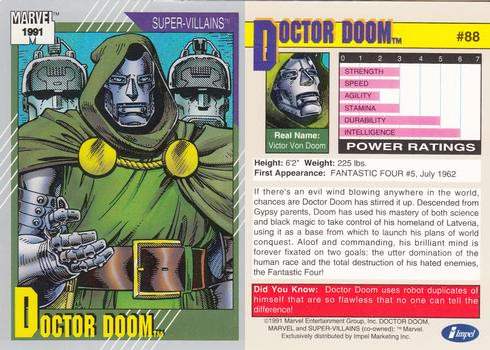 MARVEL™
1991
SUPER-VILLAINS™
DOCTOR DOOM™
DOCTOR DOOM™
#88
0 1 2 3 4 5 6 7
STRENGTH
SPEED
AGILITY
STAMINA
DURABILITY
INTELLIGENCE
POWER RATINGS
Real Name:
Victor Von Doom
Height: 6'2" Weight: 225 lbs.
First Appearance: FANTASTIC FOUR #5, July 1962
If there's an evil wind blowing anywhere in the world,
chances are Doctor Doom has stirred it up. Descended from
Gypsy parents, Doom has used his mastery of both science
and black magic to take control of his homeland of Latveria,
using it as a base from which to launch his plans of world
conquest. Aloof and commanding, his brilliant mind is
forever fixated on two goals: the utter domination of the
human race and the total destruction of his hated enemies,
the Fantastic Four!
Did You Know: Doctor Doom uses robot duplicates of
himself that are so flawless that no one can tell the
difference!
©1991 Marvel Entertainment Group, Inc. DOCTOR DOOM,
MARVEL and SUPER-VILLAINS (co-owned): ™ Marvel.
Exclusively distributed by Impel Marketing Inc.
Impel